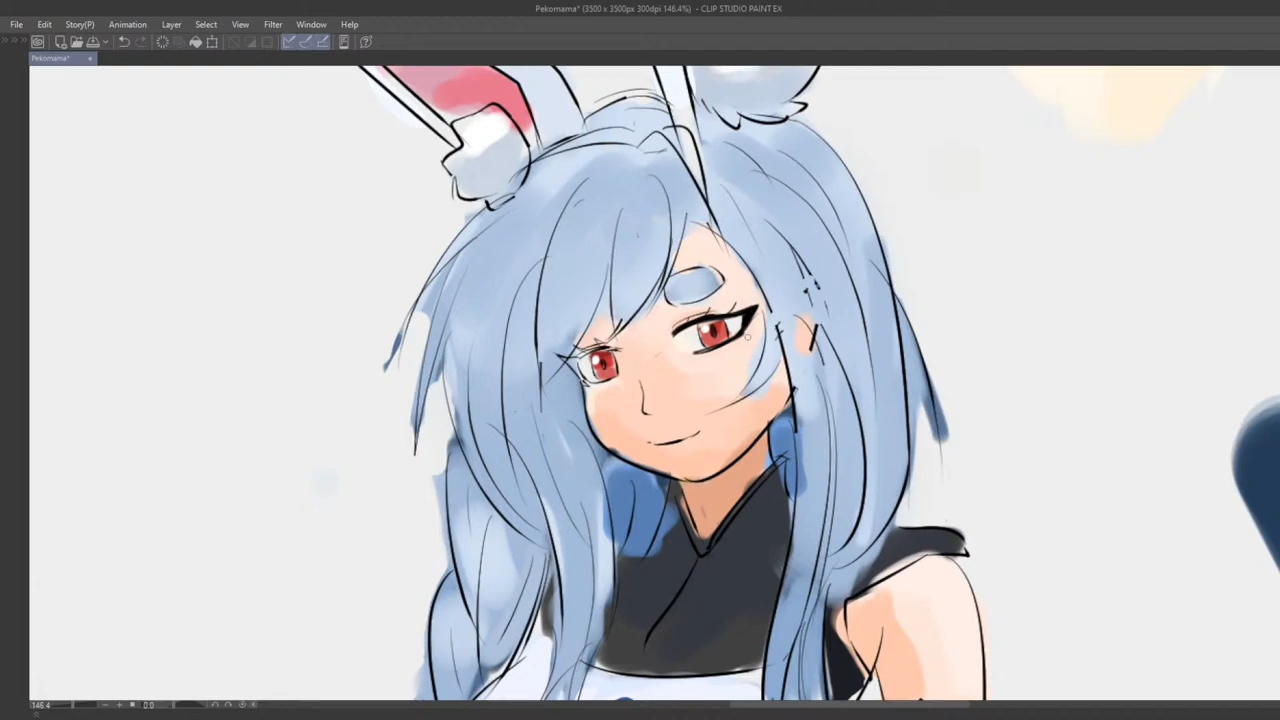 Pekomama* (3500 x 3500px 300dpi 146.4%) - CLIP STUDIO PAINT EX
File Edit Story(P) Animation Layer Select View Filter Window Help
Pekomama*
146.4 0.0